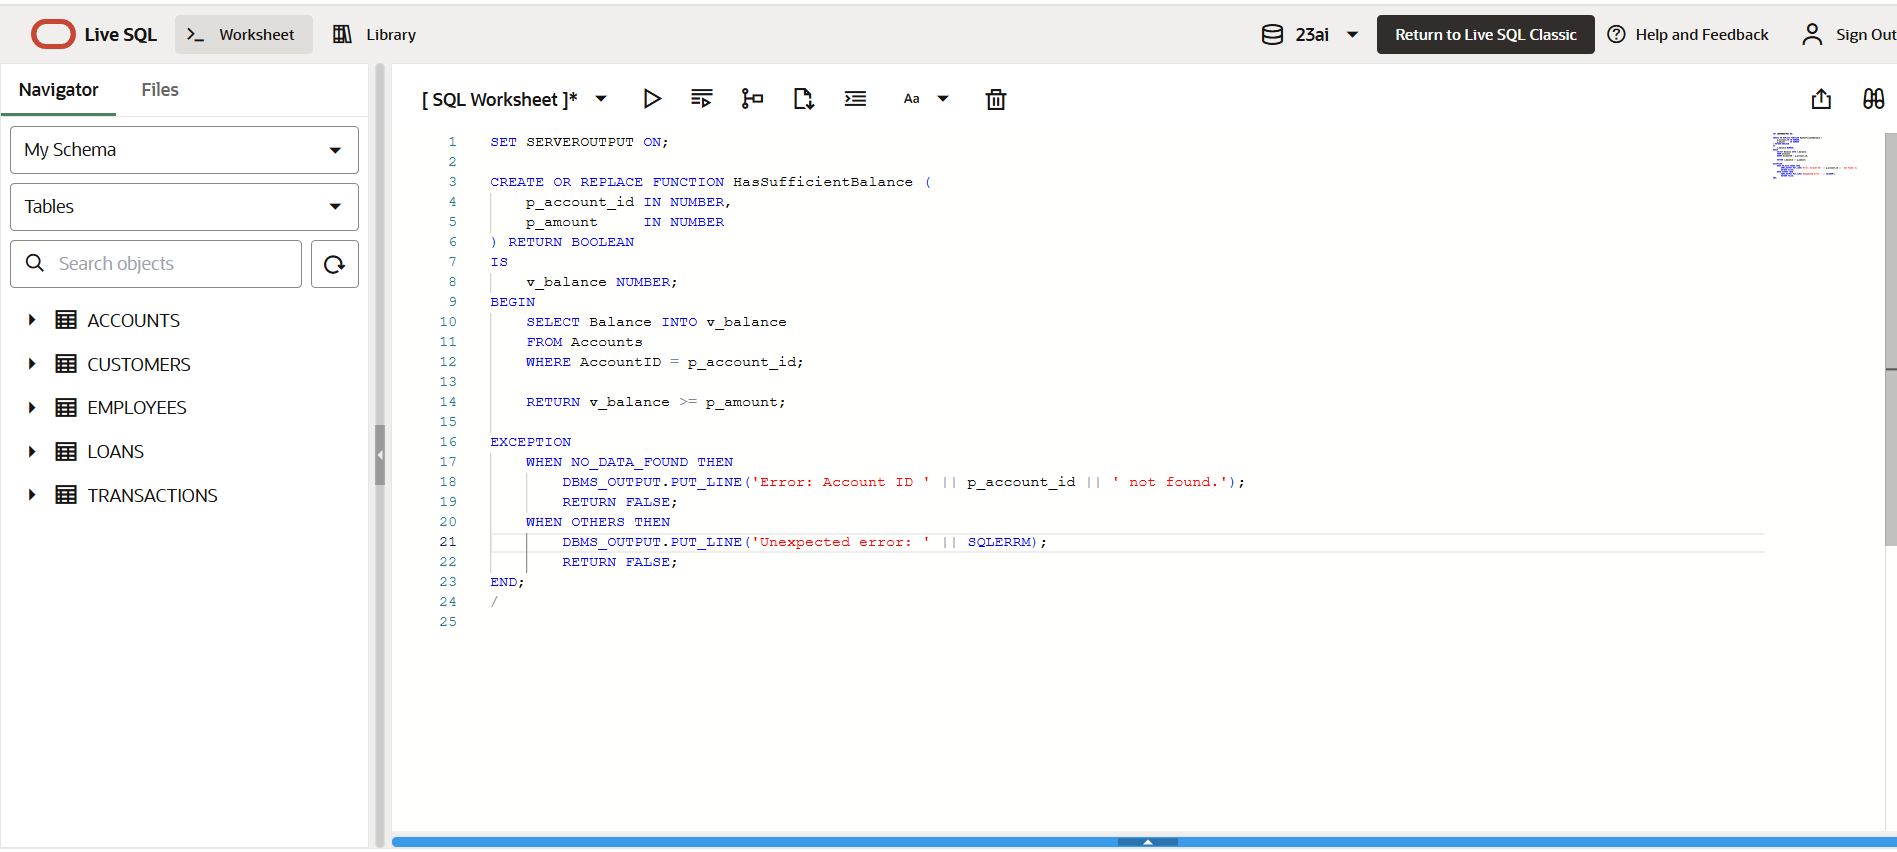 Live SQL
Worksheet
Library
23ai
Return to Live SQL Classic
Help and Feedback
Sign Out
Navigator
Files
My Schema
Tables
Search objects
ACCOUNTS
CUSTOMERS
EMPLOYEES
LOANS
TRANSACTIONS
[ SQL Worksheet ]*
Aa
1 SET SERVEROUTPUT ON;
2
3 CREATE OR REPLACE FUNCTION HasSufficientBalance (
4     p_account_id IN NUMBER,
5     p_amount     IN NUMBER
6 ) RETURN BOOLEAN
7 IS
8     v_balance NUMBER;
9 BEGIN
10     SELECT Balance INTO v_balance
11     FROM Accounts
12     WHERE AccountID = p_account_id;
13
14     RETURN v_balance >= p_amount;
15
16 EXCEPTION
17     WHEN NO_DATA_FOUND THEN
18         DBMS_OUTPUT.PUT_LINE('Error: Account ID ' || p_account_id || ' not found.');
19         RETURN FALSE;
20     WHEN OTHERS THEN
21         DBMS_OUTPUT.PUT_LINE('Unexpected error: ' || SQLERRM);
22         RETURN FALSE;
23 END;
24 /
25